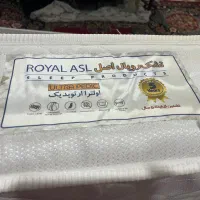 ROYAL ASL تشک رویال اصل
SLEEP PRODUCTS
ULTRA PEDIC
اولترا ارتوپدیک